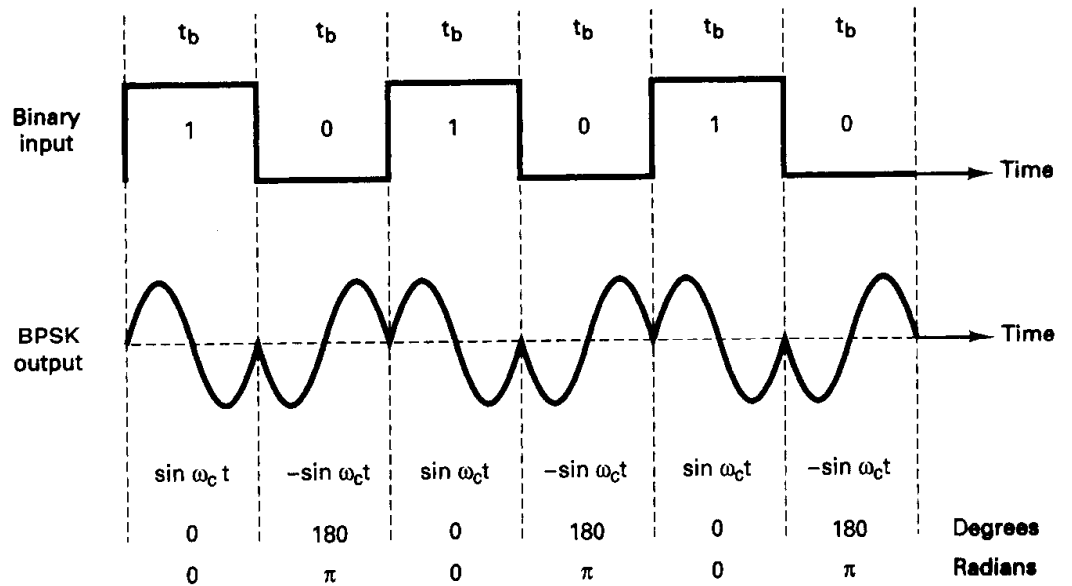 t_b t_b t_b t_b t_b t_b
Binary
input
1 0 1 0 1 0
Time
BPSK
output
Time
sin ω_c t –sin ω_c t sin ω_c t –sin ω_c t sin ω_c t –sin ω_c t
0 180 0 180 0 180 Degrees
0 π 0 π 0 π Radians